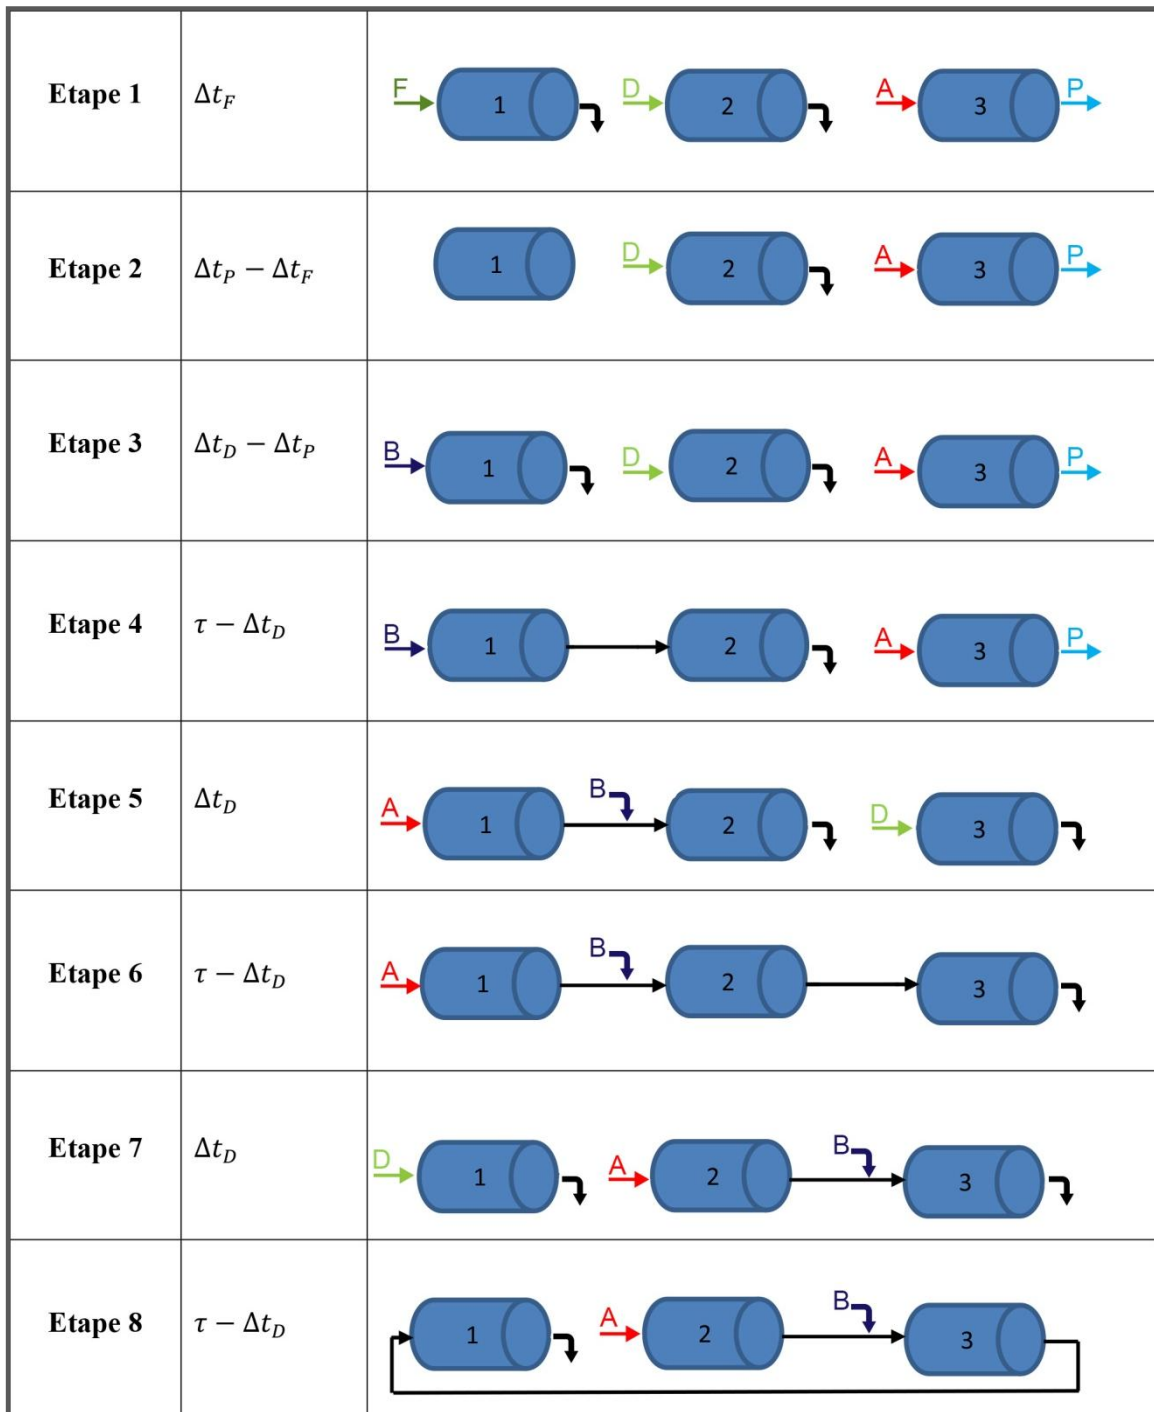 Etape 1 Δt_F F 1 D 2 A 3 P
Etape 2 Δt_P − Δt_F 1 D 2 A 3 P
Etape 3 Δt_D − Δt_P B 1 D 2 A 3 P
Etape 4 τ − Δt_D B 1 2 A 3 P
Etape 5 Δt_D A 1 B 2 D 3
Etape 6 τ − Δt_D A 1 B 2 3
Etape 7 Δt_D D 1 A 2 B 3
Etape 8 τ − Δt_D 1 A 2 B 3